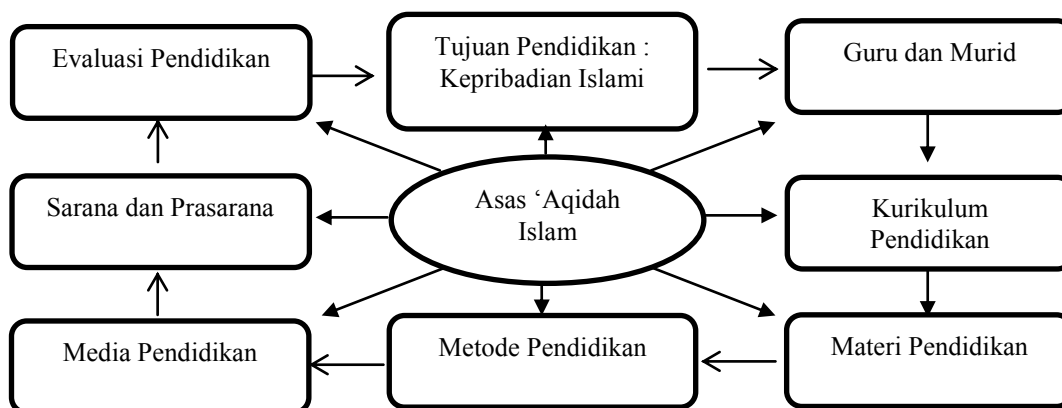 Evaluasi Pendidikan
Tujuan Pendidikan :
Kepribadian Islami
Guru dan Murid
Sarana dan Prasarana
Asas ‘Aqidah
Islam
Kurikulum
Pendidikan
Media Pendidikan
Metode Pendidikan
Materi Pendidikan